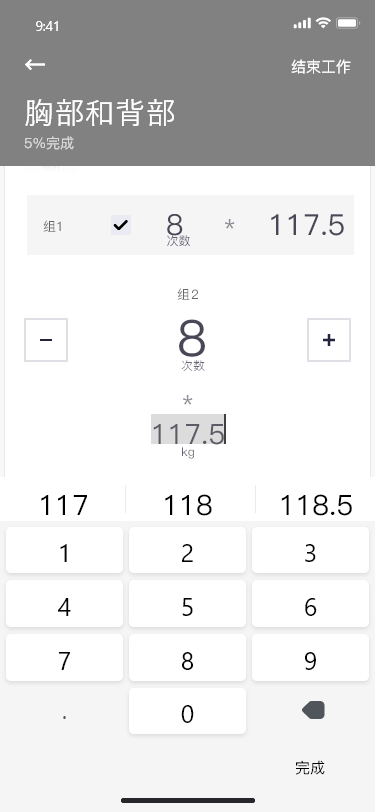 9:41
结束工作
胸部和背部
5%完成
组1 8 * 117.5
次数
组2
− 8 +
次数
*
117.5
kg
117 118 118.5
1 2 3
4 5 6
7 8 9
. 0
完成